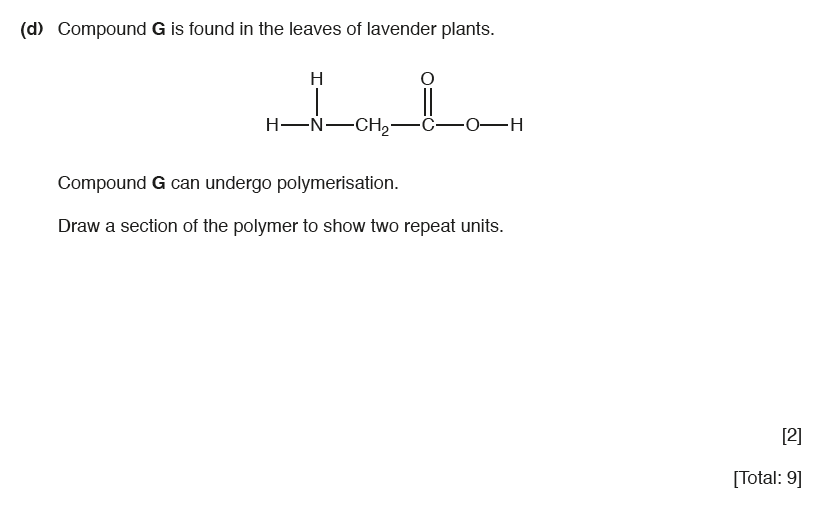 (d) Compound G is found in the leaves of lavender plants.
H O
H—N—CH₂—C—O—H
Compound G can undergo polymerisation.
Draw a section of the polymer to show two repeat units.
[2]
[Total: 9]